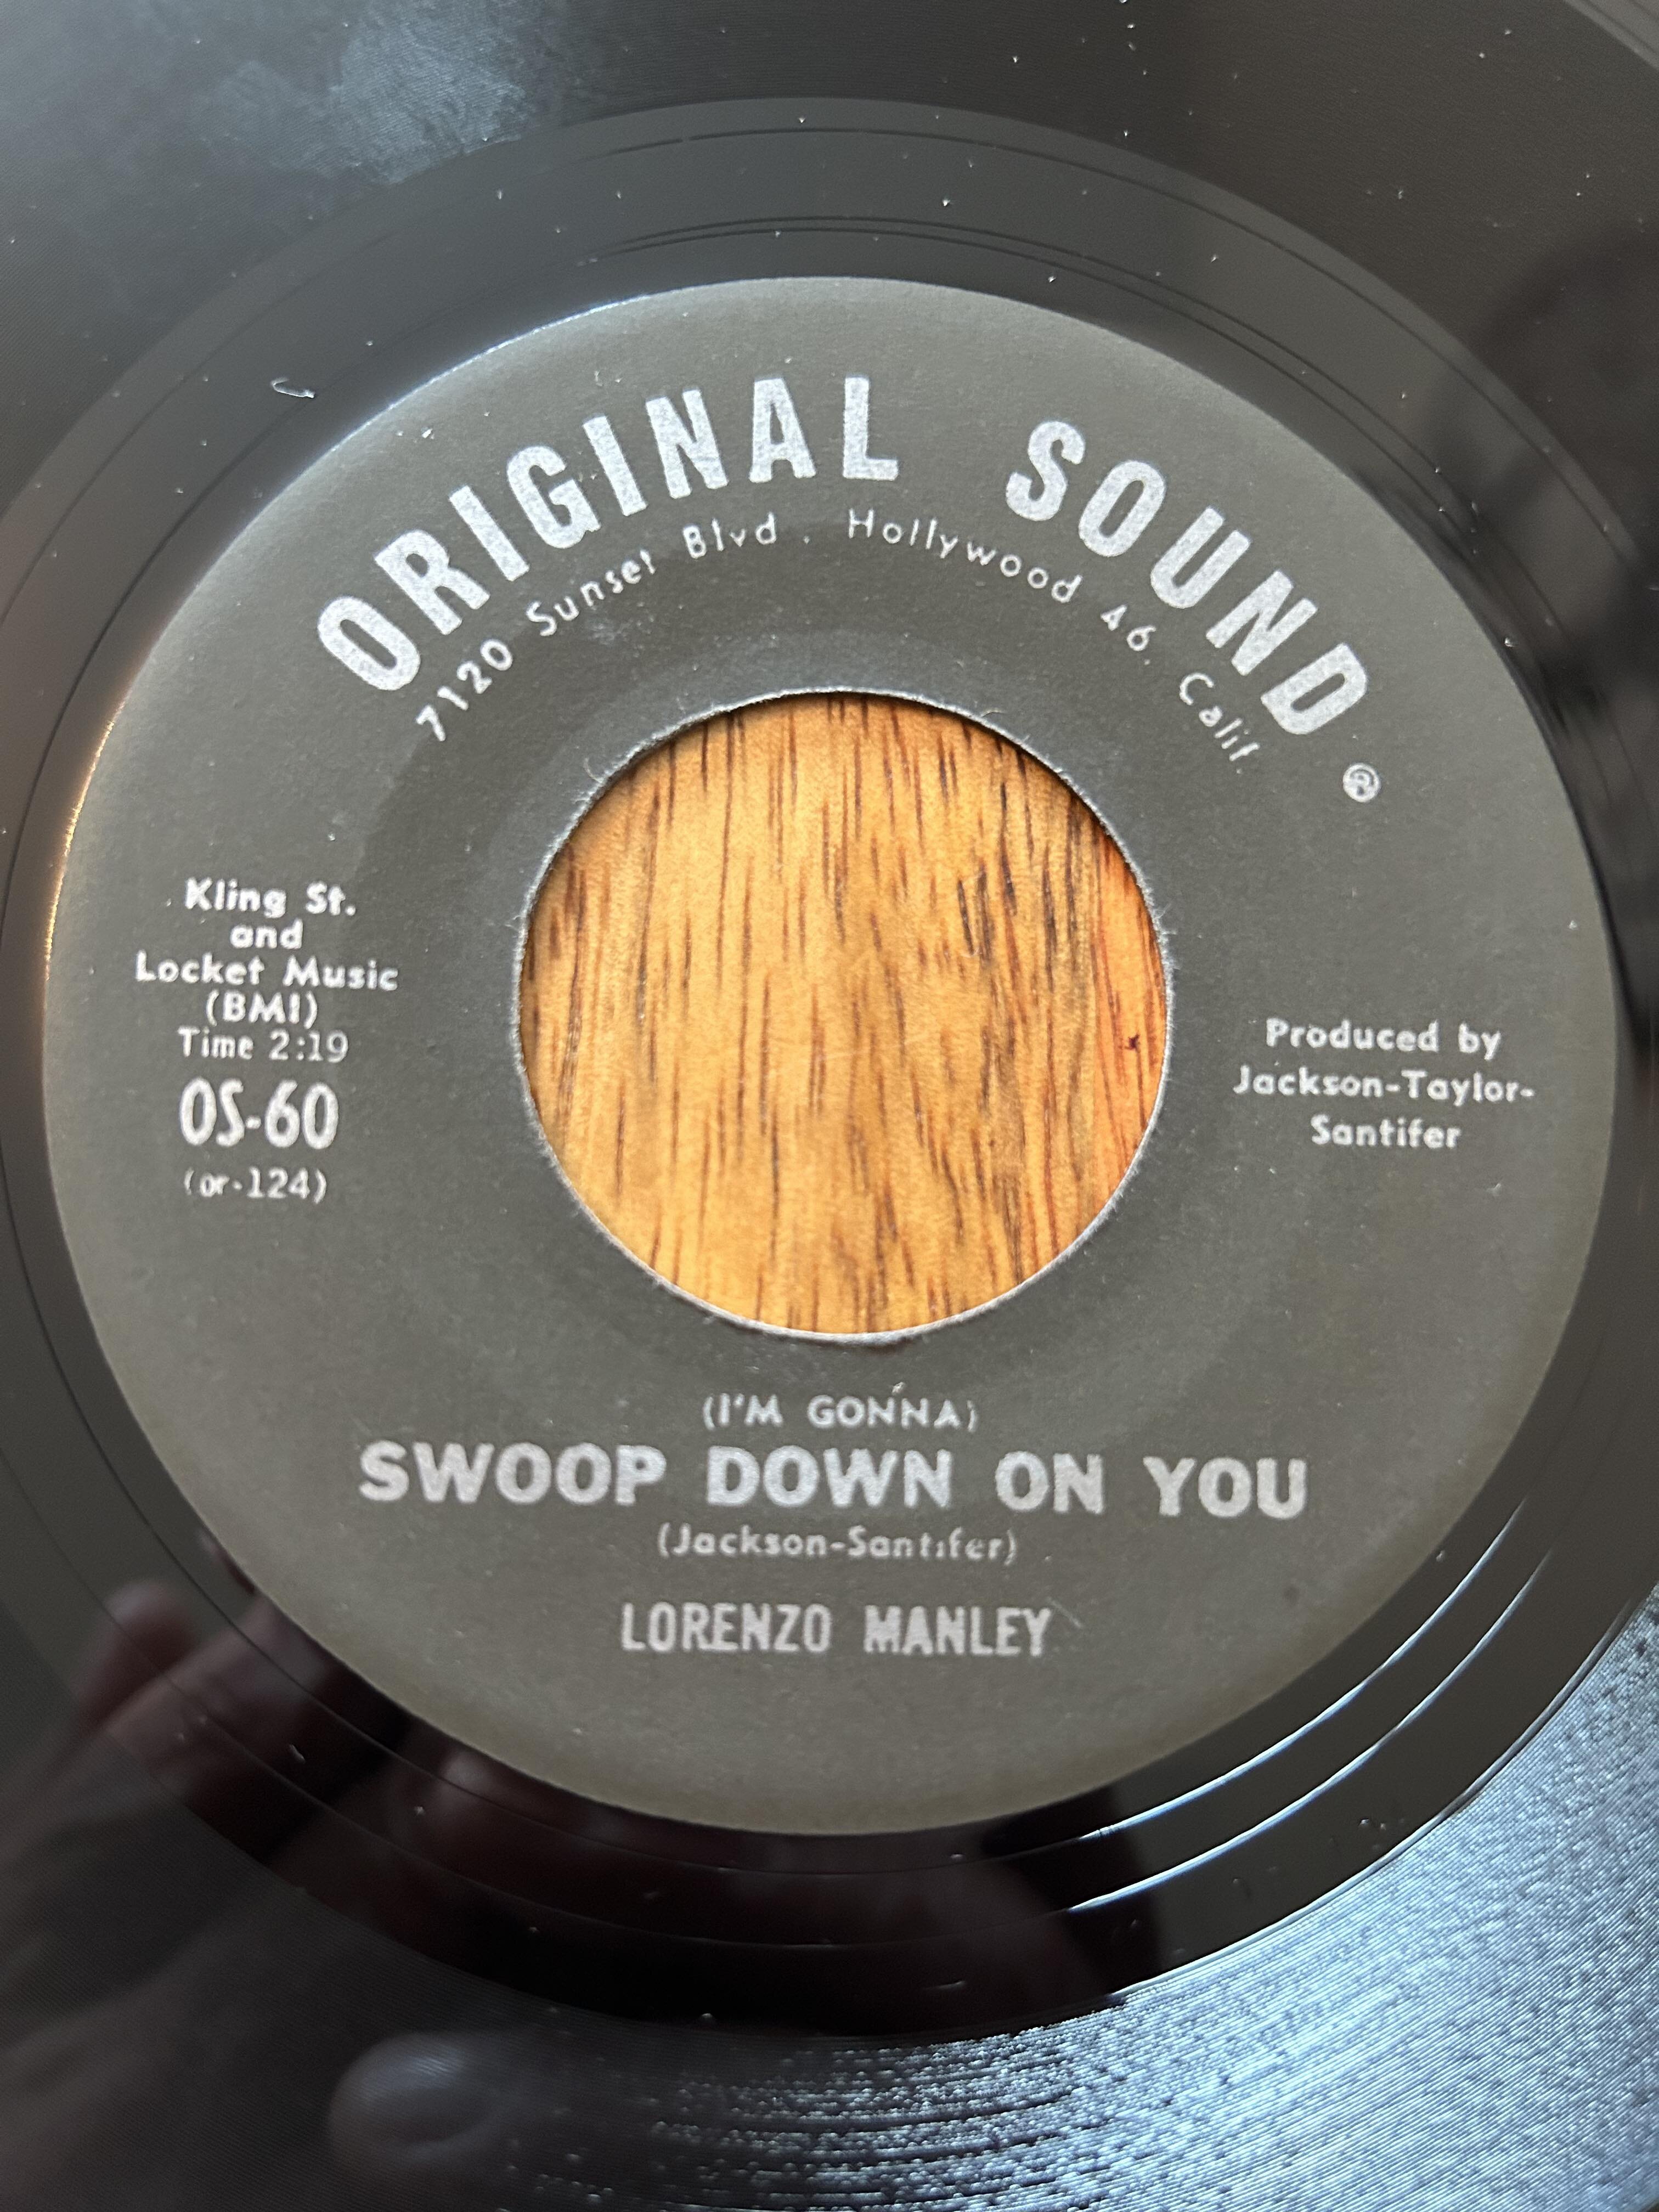 ORIGINAL SOUND ®
7120 Sunset Blvd. Hollywood 46, Calif.
Kling St.
and
Locket Music
(BMI)
Time 2:19
OS-60
(or-124)
Produced by
Jackson-Taylor-
Santifer
(I'M GONNA)
SWOOP DOWN ON YOU
(Jackson-Santifer)
LORENZO MANLEY